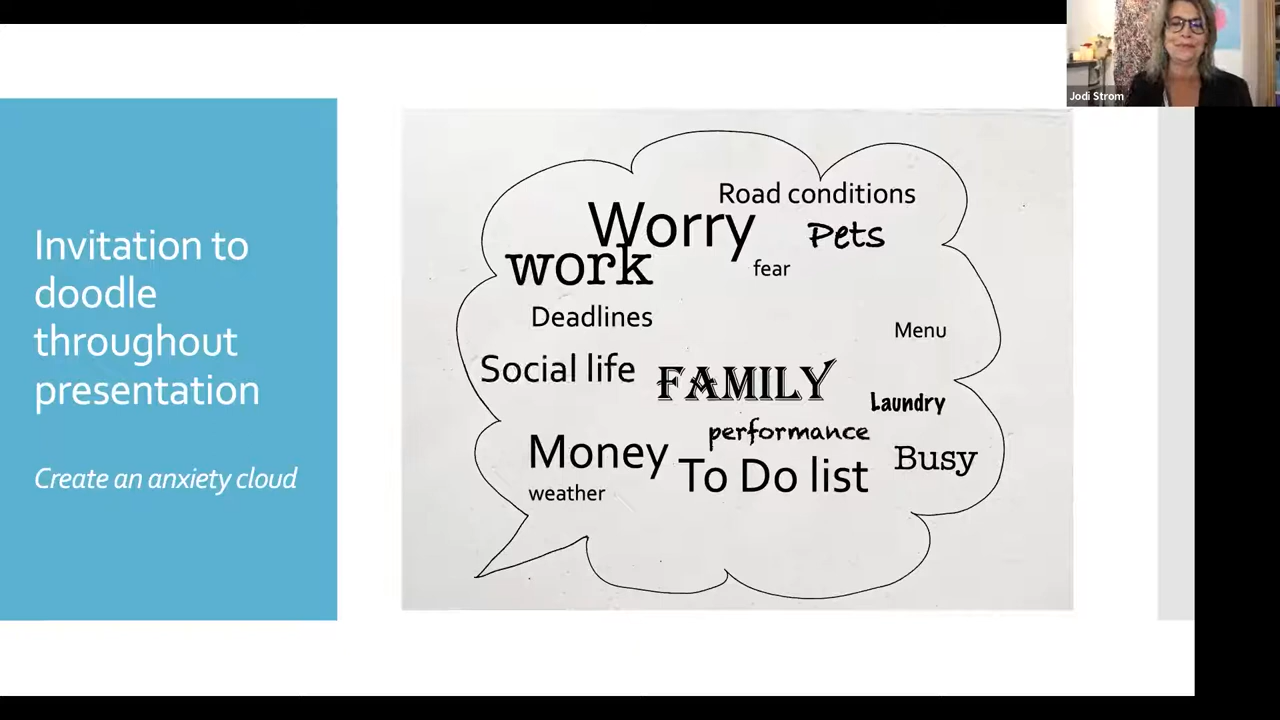 Jodi Strom
Invitation to
doodle
throughout
presentation
Create an anxiety cloud
Road conditions
Worry
Pets
work
fear
Deadlines
Menu
Social life
FAMILY
Laundry
performance
Money
To Do list
Busy
weather